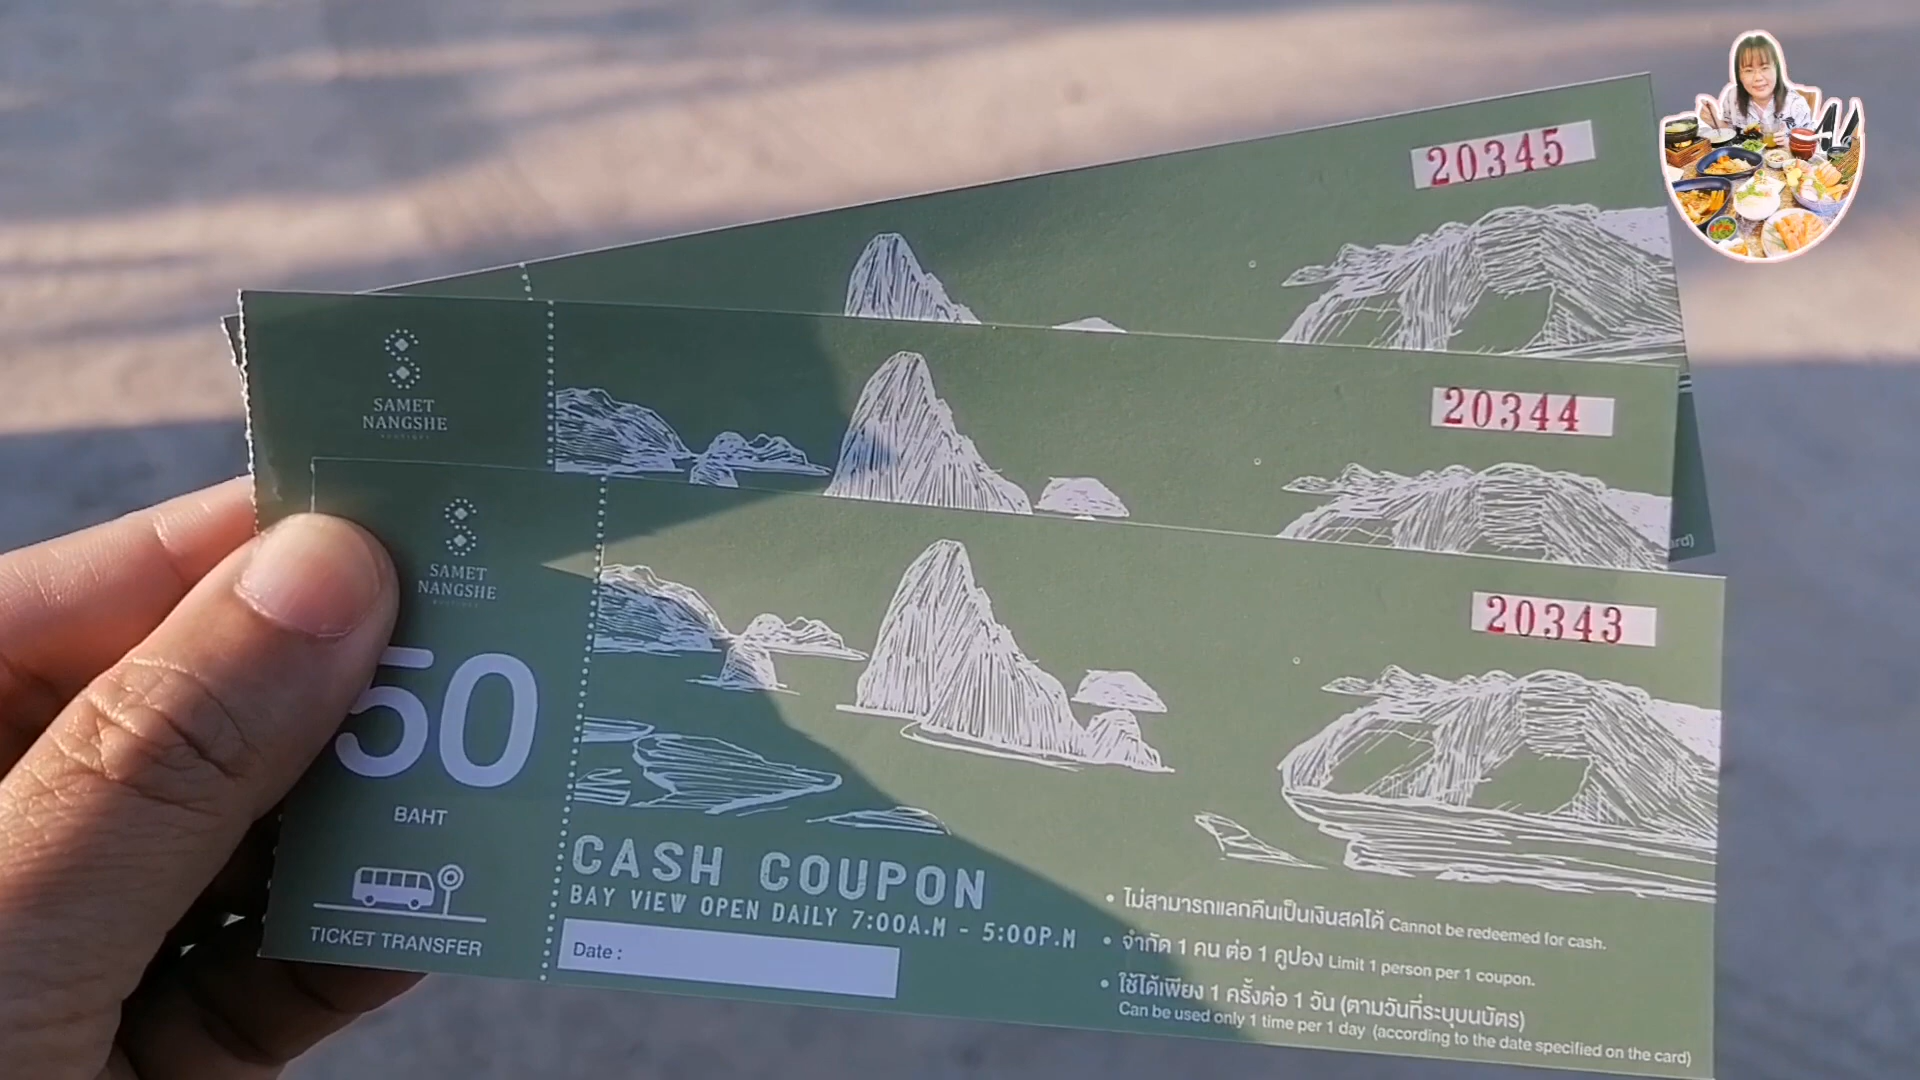 20345
SAMET
NANGSHE
BOUTIQUE
20344
SAMET
NANGSHE
BOUTIQUE
20343
50
BAHT
TICKET TRANSFER
CASH COUPON
BAY ViEW OPEN DAILY 7:00A.M - 5:00P.M
Date :
• ไม่สามารถแลกคืนเป็นเงินสดได้ Cannot be redeemed for cash.
• จำกัด 1 คน ต่อ 1 คูปอง Limit 1 person per 1 coupon.
• ใช้ได้เพียง 1 ครั้งต่อ 1 วัน (ตามวันที่ระบุบนบัตร)
Can be used only 1 time per 1 day (according to the date specified on the card)